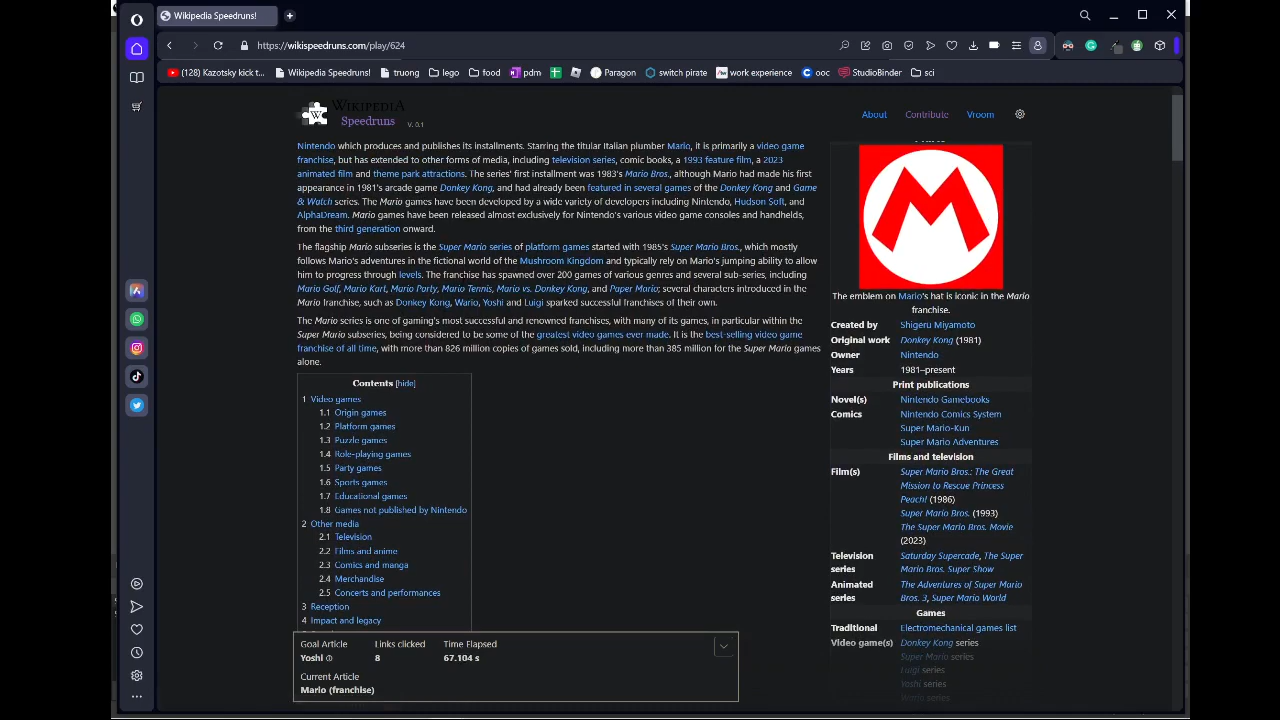 Wikipedia Speedruns!
https://wikispeedruns.com/play/624
(128) Kazotsky kick t... Wikipedia Speedruns! truong lego food pdm Paragon switch pirate work experience ooc StudioBinder sci
WIKIPEDIA
Speedruns
V. 0.1
About Contribute Vroom
Nintendo which produces and publishes its installments. Starring the titular Italian plumber Mario, it is primarily a video game
franchise, but has extended to other forms of media, including television series, comic books, a 1993 feature film, a 2023
animated film and theme park attractions. The series' first installment was 1983's Mario Bros., although Mario had made his first
appearance in 1981's arcade game Donkey Kong, and had already been featured in several games of the Donkey Kong and Game
& Watch series. The Mario games have been developed by a wide variety of developers including Nintendo, Hudson Soft, and
AlphaDream. Mario games have been released almost exclusively for Nintendo's various video game consoles and handhelds,
from the third generation onward.
The flagship Mario subseries is the Super Mario series of platform games started with 1985's Super Mario Bros., which mostly
follows Mario's adventures in the fictional world of the Mushroom Kingdom and typically rely on Mario's jumping ability to allow
him to progress through levels. The franchise has spawned over 200 games of various genres and several sub-series, including
Mario Golf, Mario Kart, Mario Party, Mario Tennis, Mario vs. Donkey Kong, and Paper Mario; several characters introduced in the
Mario franchise, such as Donkey Kong, Wario, Yoshi and Luigi sparked successful franchises of their own.
The Mario series is one of gaming's most successful and renowned franchises, with many of its games, in particular within the
Super Mario subseries, being considered to be some of the greatest video games ever made. It is the best-selling video game
franchise of all time, with more than 826 million copies of games sold, including more than 385 million for the Super Mario games
alone.
Contents [hide]
1 Video games
1.1 Origin games
1.2 Platform games
1.3 Puzzle games
1.4 Role-playing games
1.5 Party games
1.6 Sports games
1.7 Educational games
1.8 Games not published by Nintendo
2 Other media
2.1 Television
2.2 Films and anime
2.3 Comics and manga
2.4 Merchandise
2.5 Concerts and performances
3 Reception
4 Impact and legacy
M
The emblem on Mario's hat is iconic in the Mario
franchise.
Created by Shigeru Miyamoto
Original work Donkey Kong (1981)
Owner Nintendo
Years 1981–present
Print publications
Novel(s) Nintendo Gamebooks
Comics Nintendo Comics System
Super Mario-Kun
Super Mario Adventures
Films and television
Film(s) Super Mario Bros.: The Great
Mission to Rescue Princess
Peach! (1986)
Super Mario Bros. (1993)
The Super Mario Bros. Movie
(2023)
Television Saturday Supercade, The Super
series Mario Bros. Super Show
Animated The Adventures of Super Mario
series Bros. 3, Super Mario World
Games
Traditional Electromechanical games list
Video game(s) Donkey Kong series
Super Mario series
Luigi series
Yoshi series
Wario series
Goal Article Links clicked Time Elapsed
Yoshi 8 67.104 s
Current Article
Mario (franchise)